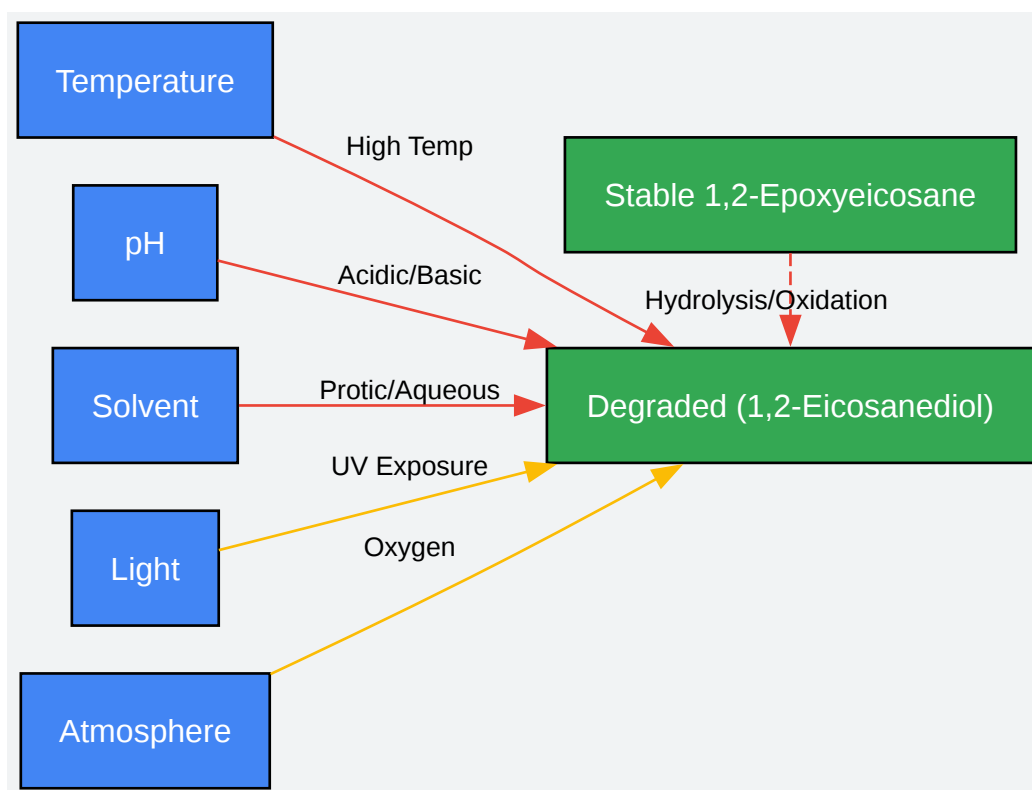 Temperature
High Temp
Stable 1,2-Epoxyeicosane
pH
Acidic/Basic
Hydrolysis/Oxidation
Solvent
Protic/Aqueous
Degraded (1,2-Eicosanediol)
UV Exposure
Light
Oxygen
Atmosphere